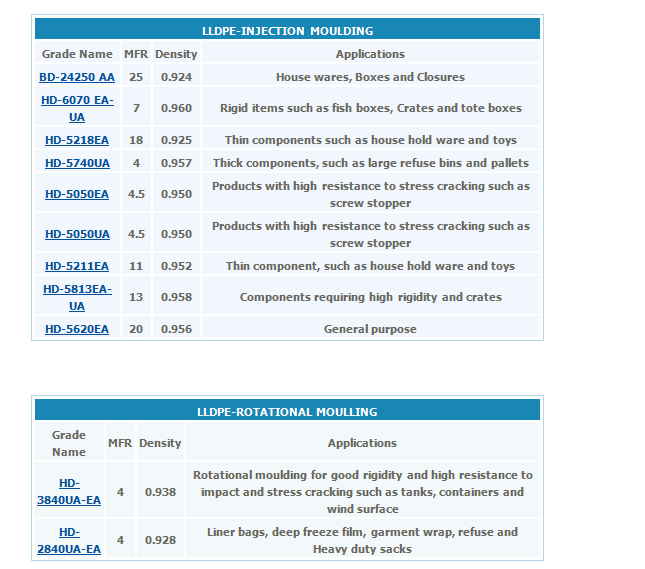 LLDPE-INJECTION MOULDING
Grade Name MFR Density Applications
BD-24250 AA 25 0.924 House wares, Boxes and Closures
HD-6070 EA-
UA 7 0.960 Rigid items such as fish boxes, Crates and tote boxes
HD-5218EA 18 0.925 Thin components such as house hold ware and toys
HD-5740UA 4 0.957 Thick components, such as large refuse bins and pallets
HD-5050EA 4.5 0.950 Products with high resistance to stress cracking such as
screw stopper
HD-5050UA 4.5 0.950 Products with high resistance to stress cracking such as
screw stopper
HD-5211EA 11 0.952 Thin component, such as house hold ware and toys
HD-5813EA-
UA 13 0.958 Components requiring high rigidity and crates
HD-5620EA 20 0.956 General purpose
LLDPE-ROTATIONAL MOULLING
Grade
Name MFR Density Applications
HD-
3840UA-EA 4 0.938 Rotational moulding for good rigidity and high resistance to
impact and stress cracking such as tanks, containers and
wind surface
HD-
2840UA-EA 4 0.928 Liner bags, deep freeze film, garment wrap, refuse and
Heavy duty sacks